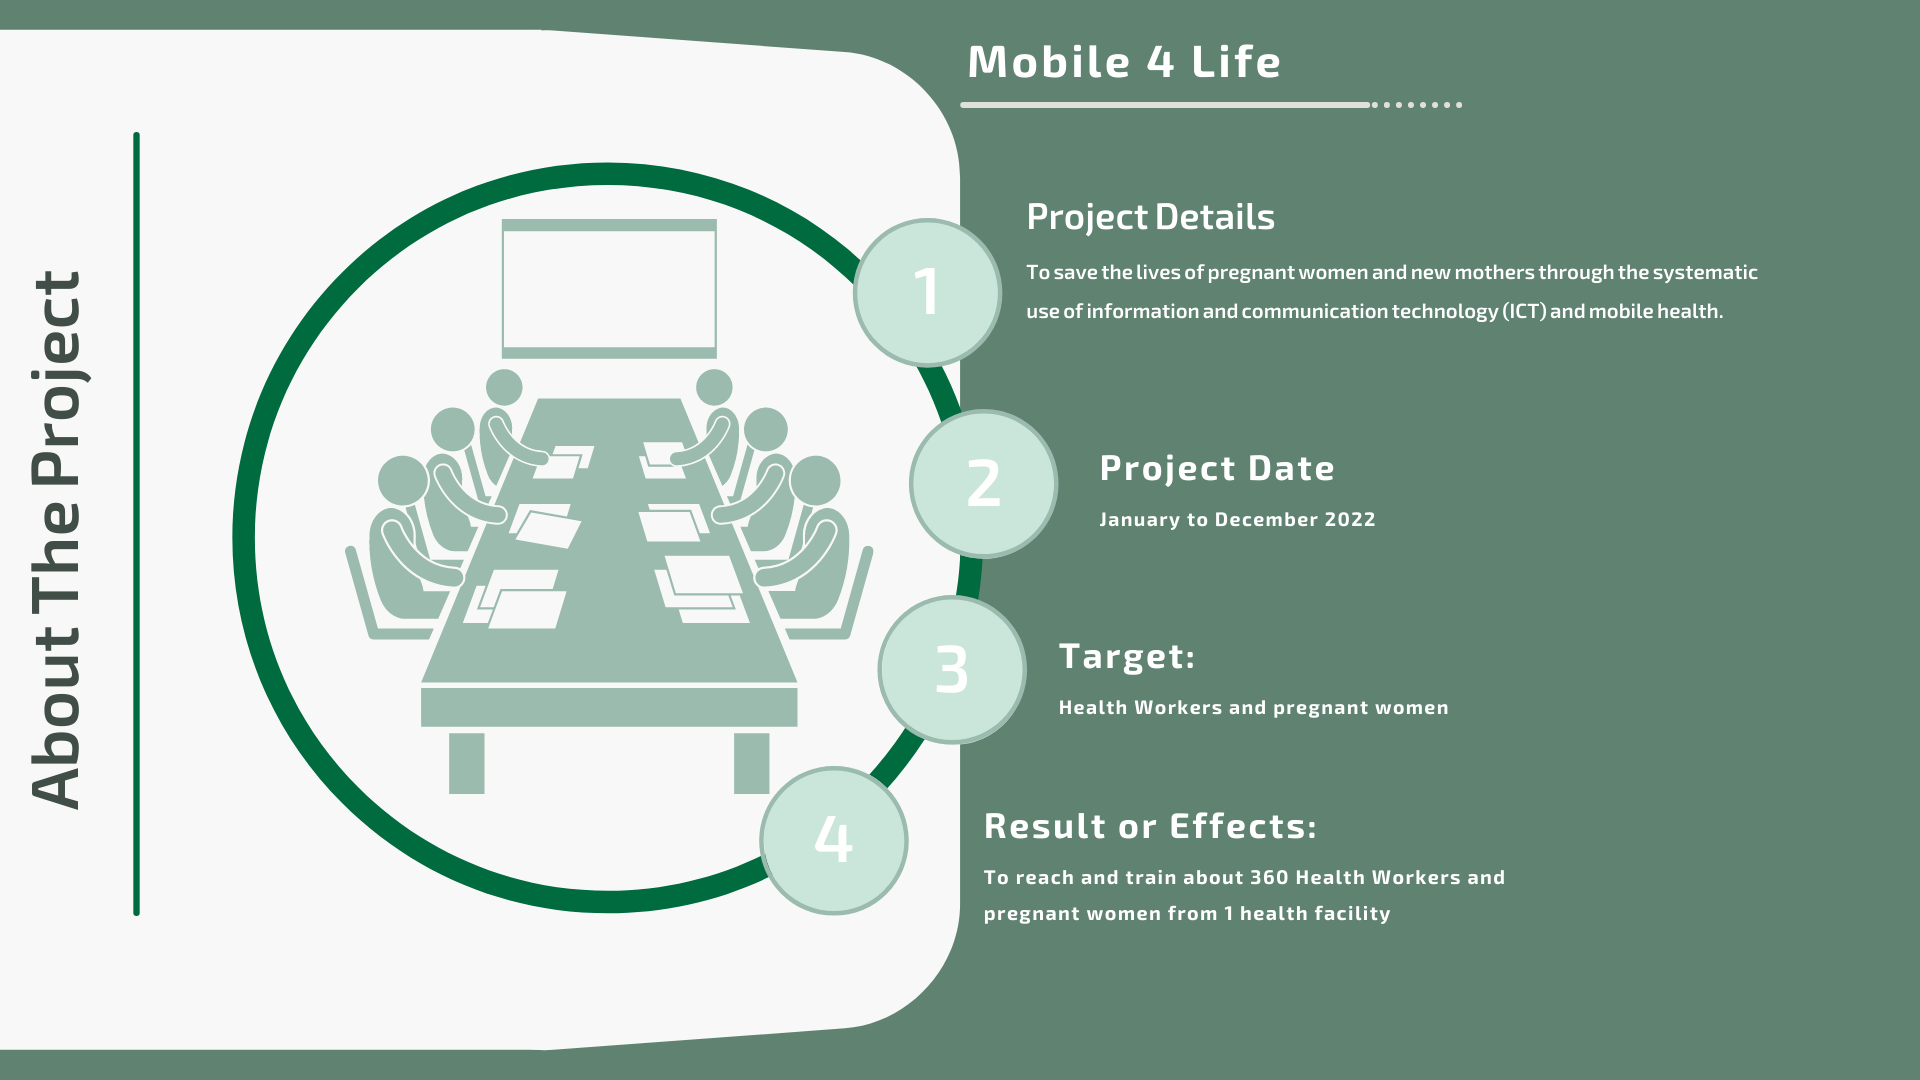 About The Project
Mobile 4 Life
1
Project Details
To save the lives of pregnant women and new mothers through the systematic
use of information and communication technology (ICT) and mobile health.
2
Project Date
January to December 2022
3
Target:
Health Workers and pregnant women
4
Result or Effects:
To reach and train about 360 Health Workers and
pregnant women from 1 health facility